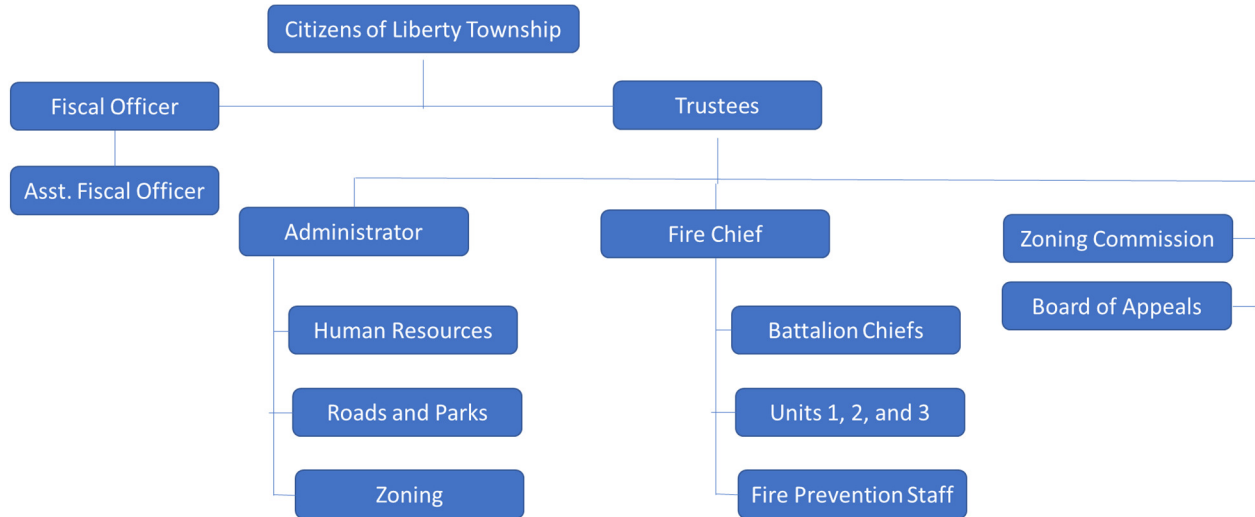 Citizens of Liberty Township
Fiscal Officer
Trustees
Asst. Fiscal Officer
Administrator
Fire Chief
Zoning Commission
Board of Appeals
Human Resources
Battalion Chiefs
Roads and Parks
Units 1, 2, and 3
Zoning
Fire Prevention Staff